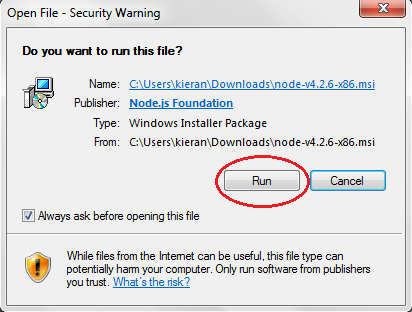 Open File - Security Warning
Do you want to run this file?
Name: C:\Users\kieran\Downloads\node-v4.2.6-x86.msi
Publisher: Node.js Foundation
Type: Windows Installer Package
From: C:\Users\kieran\Downloads\node-v4.2.6-x86.msi
Run Cancel
Always ask before opening this file
While files from the Internet can be useful, this file type can
potentially harm your computer. Only run software from publishers
you trust. What's the risk?